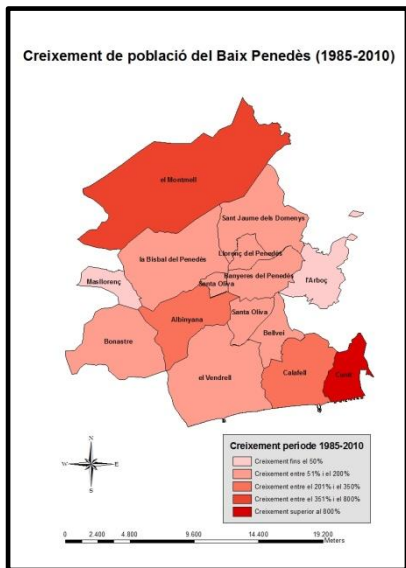 Creixement de població del Baix Penedès (1985-2010)
el Montmell
Sant Jaume dels Domenys
Llorenç del Penedès
la Bisbal del Penedès
Banyeres del Penedès
l'Arboç
Masllorenç
Santa Oliva
Albinyana
Santa Oliva
Bellvei
Bonastre
Calafell
Cunit
el Vendrell
N
W
E
S
Creixement periode 1985-2010
Creixement fins el 50%
Creixement entre 51% i el 200%
Creixement entre el 201% i el 350%
Creixement entre el 351% i el 800%
Creixement superior al 800%
0 2.400 4.800 9.600 14.400 19.200
Meters